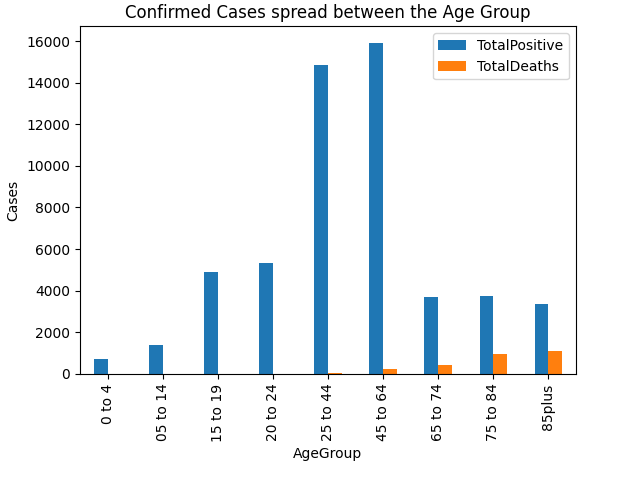 Confirmed Cases spread between the Age Group
TotalPositive
TotalDeaths
16000
14000
12000
10000
8000
6000
4000
2000
0
Cases
0 to 4
05 to 14
15 to 19
20 to 24
25 to 44
45 to 64
65 to 74
75 to 84
85plus
AgeGroup